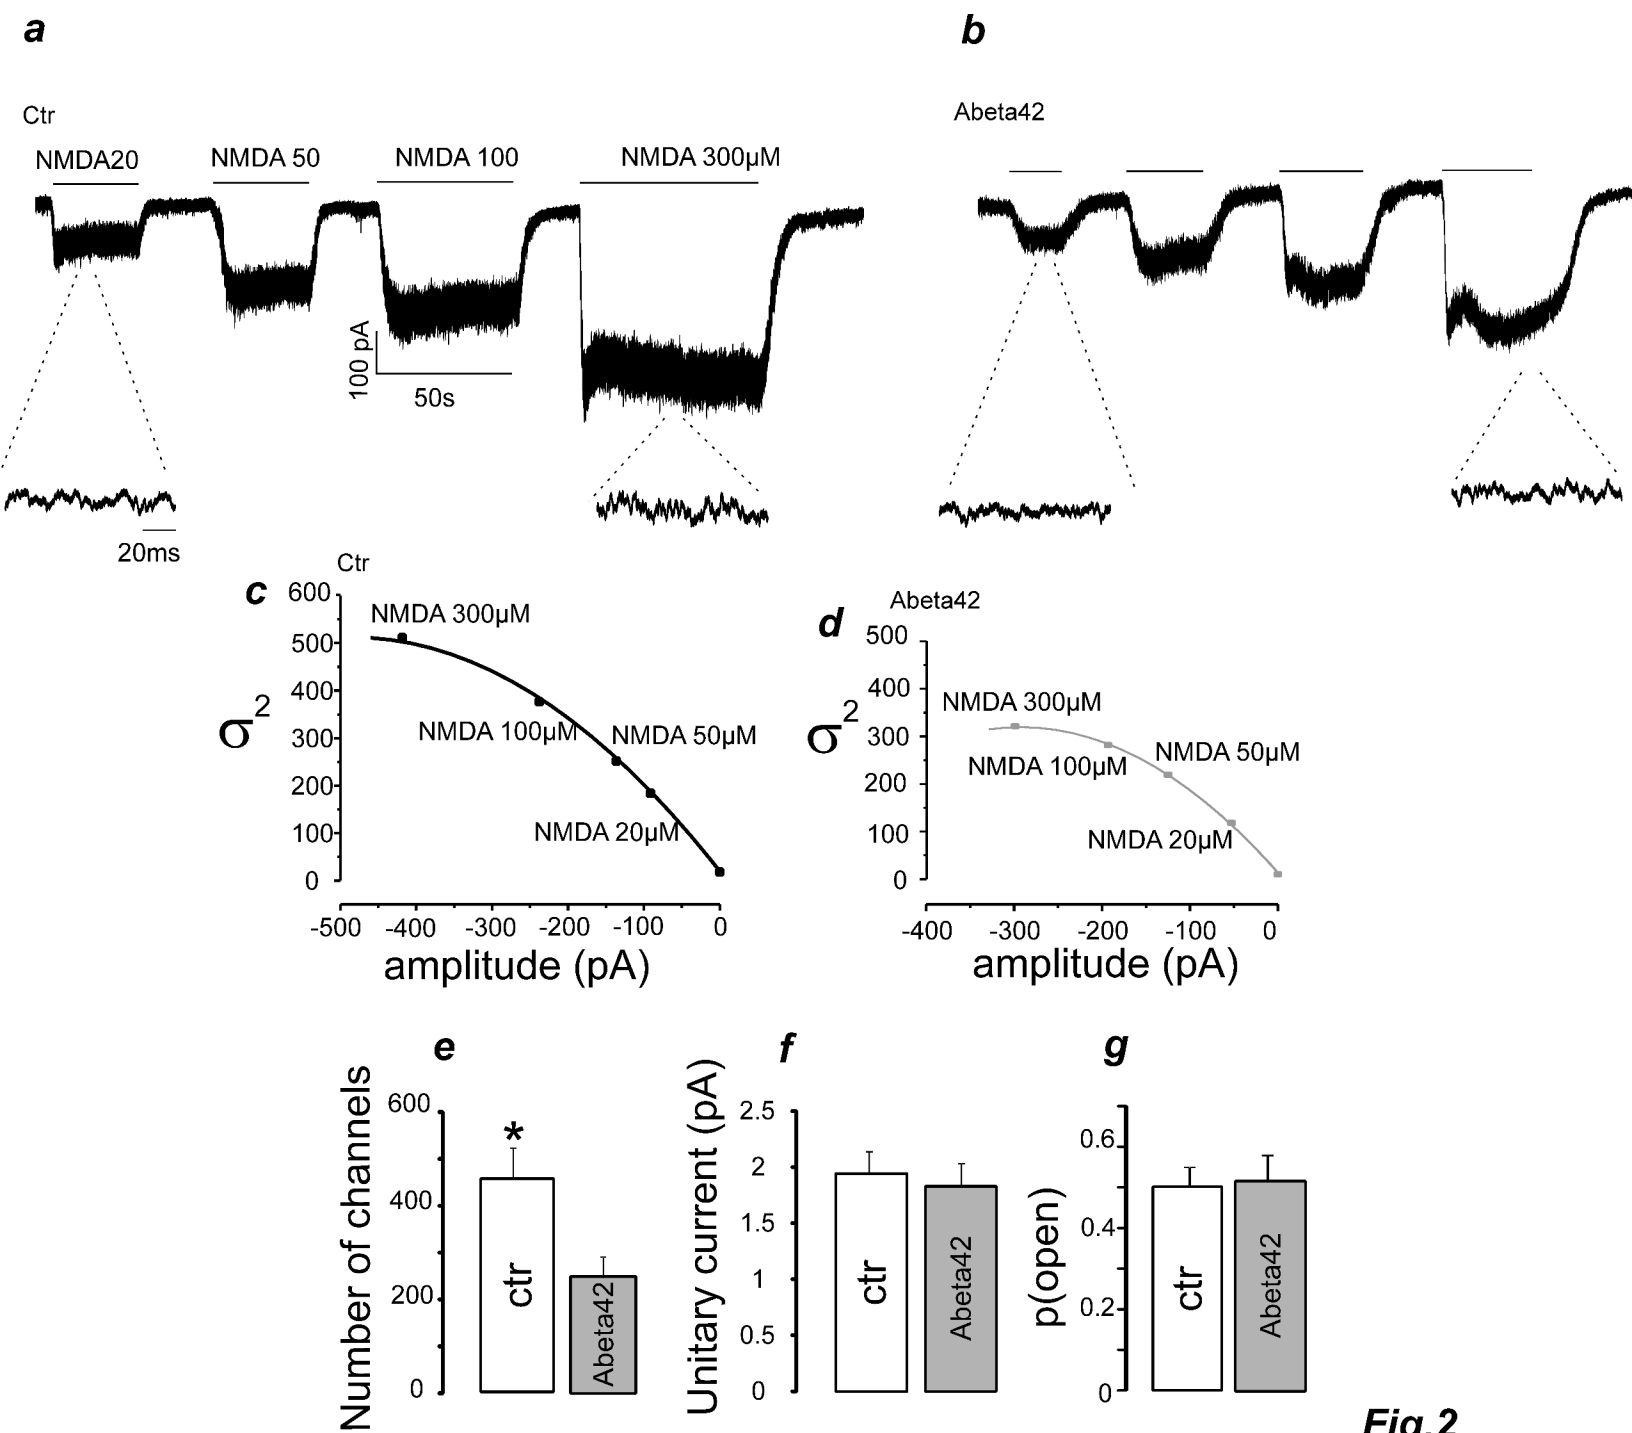 a
b
Ctr
Abeta42
NMDA20
NMDA 50
NMDA 100
NMDA 300µM
100 pA
50s
20ms
c
Ctr
600
500
400
300
200
100
0
σ2
NMDA 300µM
NMDA 100µM
NMDA 50µM
NMDA 20µM
-500
-400
-300
-200
-100
0
amplitude (pA)
d
Abeta42
500
400
300
200
100
0
σ2
NMDA 300µM
NMDA 100µM
NMDA 50µM
NMDA 20µM
-400
-300
-200
-100
0
amplitude (pA)
e
Number of channels
600
400
200
0
*
ctr
Abeta42
f
Unitary current (pA)
2.5
2
1.5
1
0.5
0
ctr
Abeta42
g
p(open)
0.6
0.4
0.2
0
ctr
Abeta42
Fig.2